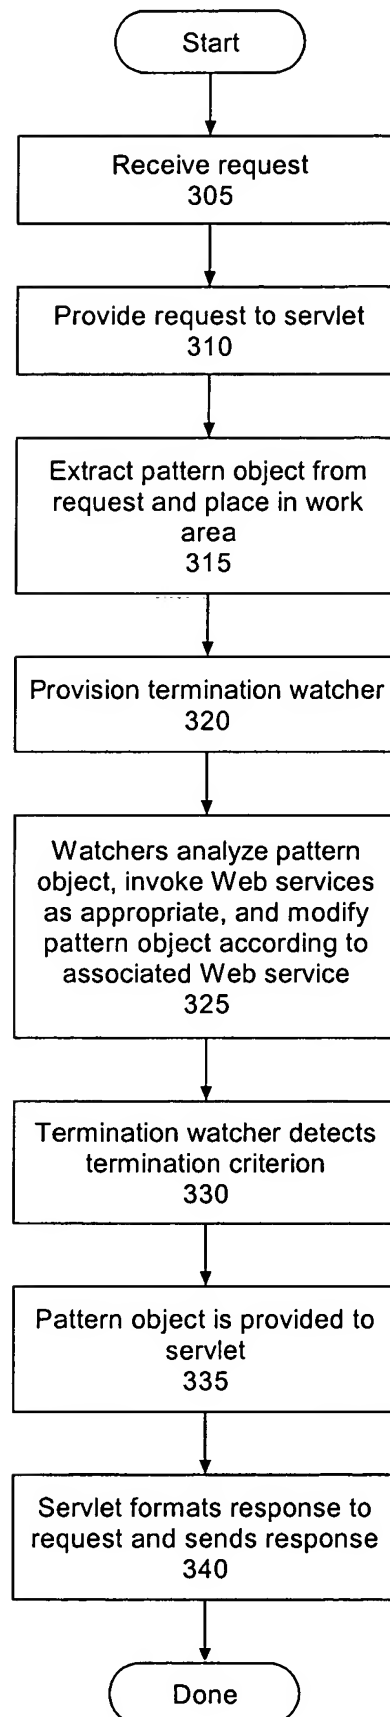 Start
Receive request
305
Provide request to servlet
310
Extract pattern object from
request and place in work
area
315
Provision termination watcher
320
Watchers analyze pattern
object, invoke Web services
as appropriate, and modify
pattern object according to
associated Web service
325
Termination watcher detects
termination criterion
330
Pattern object is provided to
servlet
335
Servlet formats response to
request and sends response
340
Done